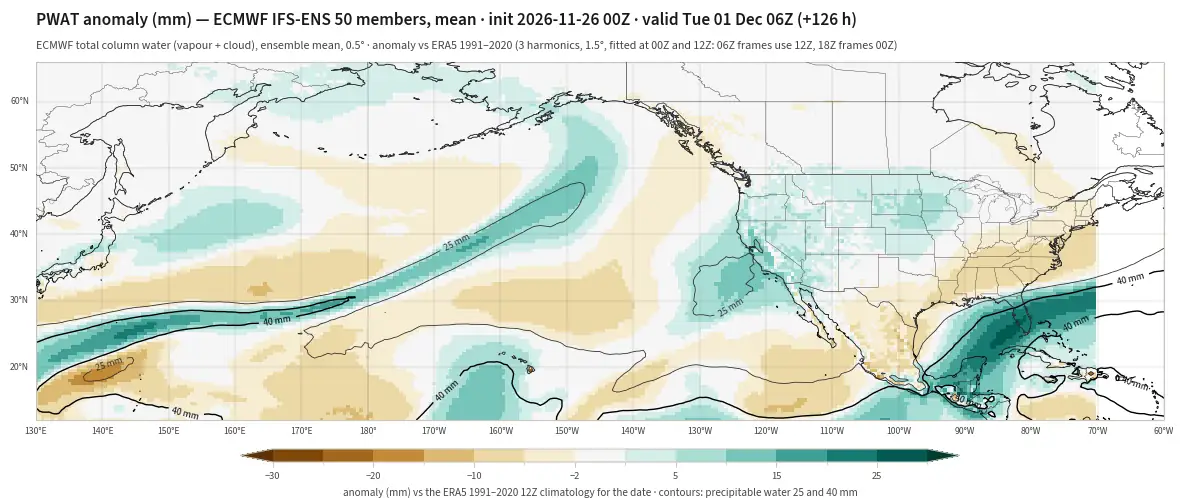 PWAT anomaly (mm) — ECMWF IFS-ENS 50 members, mean · init 2026-11-26 00Z · valid Tue 01 Dec 06Z (+126 h)
ECMWF total column water (vapour + cloud), ensemble mean, 0.5° · anomaly vs ERA5 1991–2020 (3 harmonics, 1.5°, fitted at 00Z and 12Z: 06Z frames use 12Z, 18Z frames 00Z)
60°N
50°N
40°N
30°N
20°N
25 mm
40 mm
25 mm
40 mm
40 mm
25 mm
40 mm
40 mm
40 mm
130°E 140°E 150°E 160°E 170°E 180° 170°W 160°W 150°W 140°W 130°W 120°W 110°W 100°W 90°W 80°W 70°W 60°W
−30 −20 −10 −2 5 15 25
anomaly (mm) vs the ERA5 1991–2020 12Z climatology for the date · contours: precipitable water 25 and 40 mm